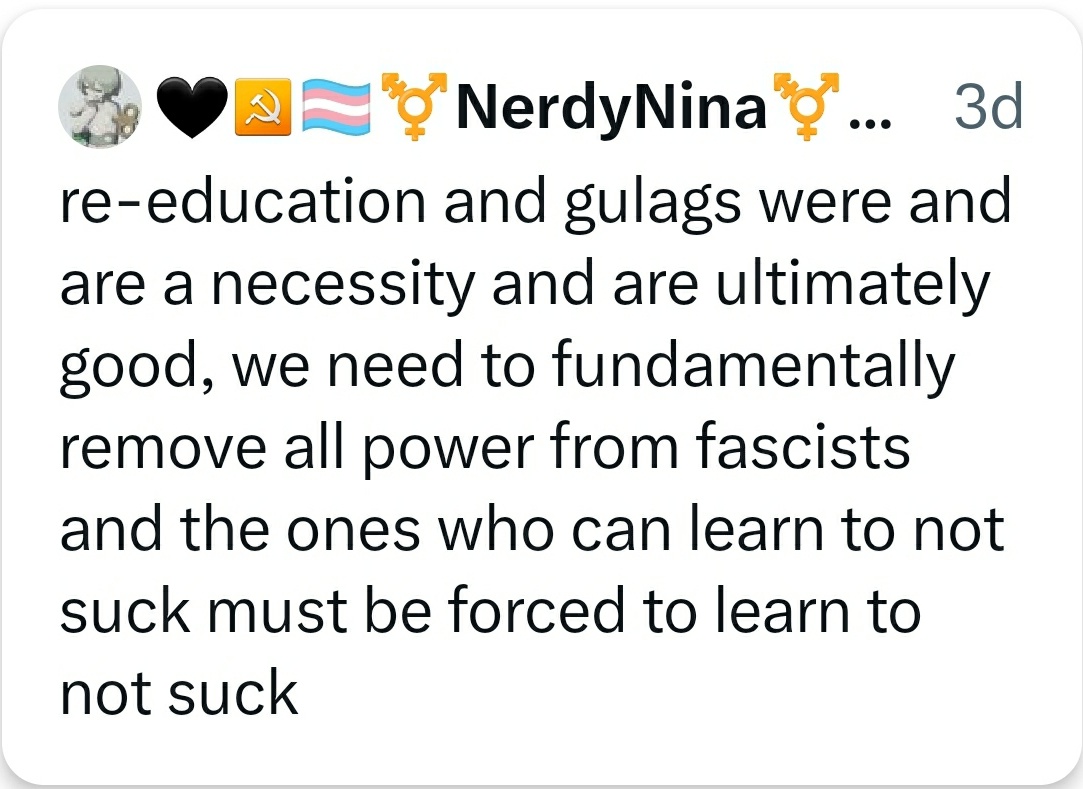 🖤☭🏳️‍⚧️⚧NerdyNina⚧... 3d
re-education and gulags were and
are a necessity and are ultimately
good, we need to fundamentally
remove all power from fascists
and the ones who can learn to not
suck must be forced to learn to
not suck